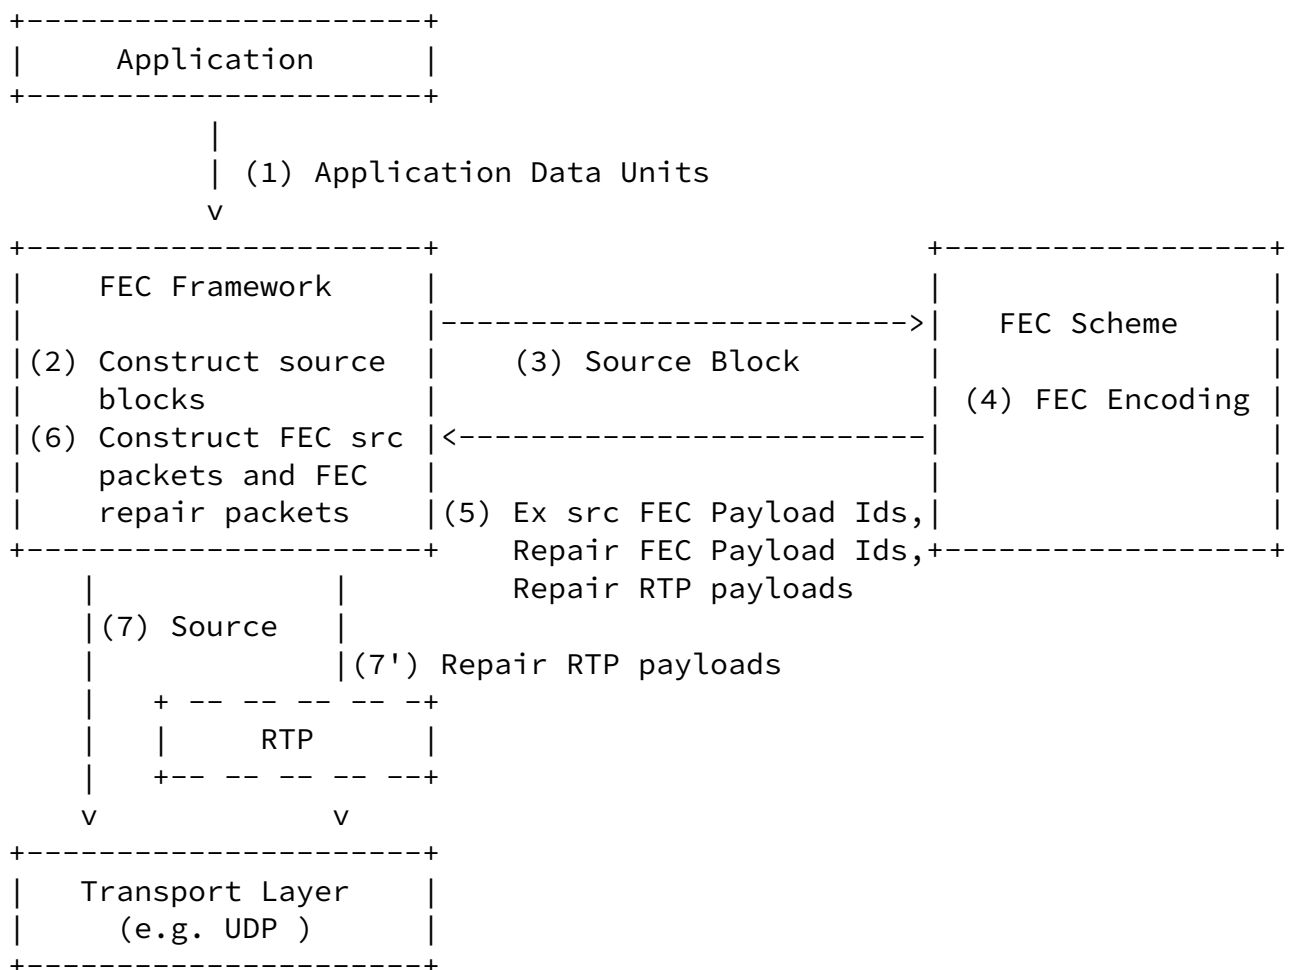 Application
(1) Application Data Units
FEC Framework
FEC Scheme
(2) Construct source
(3) Source Block
blocks
(4) FEC Encoding
(6) Construct FEC src
packets and FEC
repair packets
(5) Ex src FEC Payload Ids,
Repair FEC Payload Ids,
Repair RTP payloads
(7) Source
(7') Repair RTP payloads
RTP
Transport Layer
(e.g. UDP )